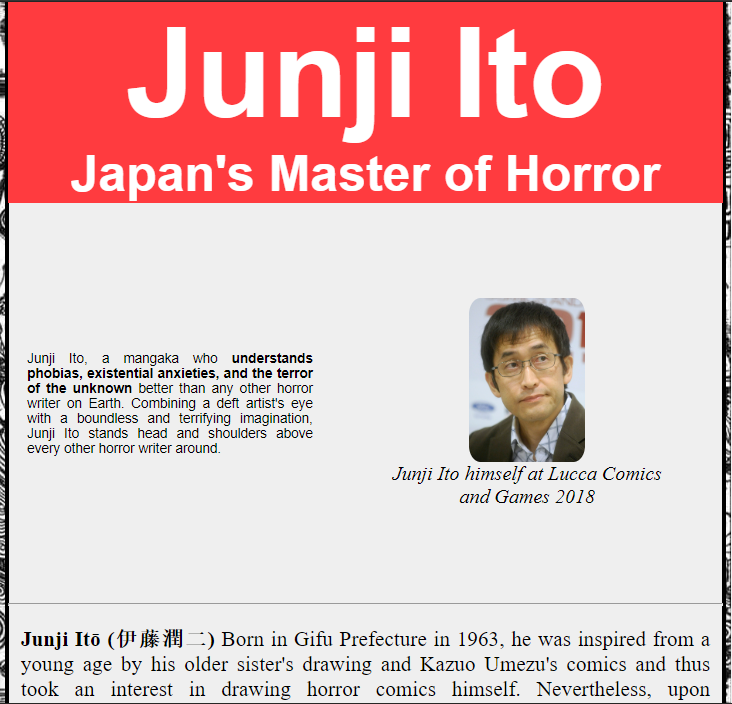 Junji Ito
Japan's Master of Horror
Junji Ito, a mangaka who understands
phobias, existential anxieties, and the terror
of the unknown better than any other horror
writer on Earth. Combining a deft artist's eye
with a boundless and terrifying imagination,
Junji Ito stands head and shoulders above
every other horror writer around.
Junji Ito himself at Lucca Comics
and Games 2018
Junji Itō (伊藤潤二) Born in Gifu Prefecture in 1963, he was inspired from a
young age by his older sister's drawing and Kazuo Umezu's comics and thus
took an interest in drawing horror comics himself. Nevertheless, upon